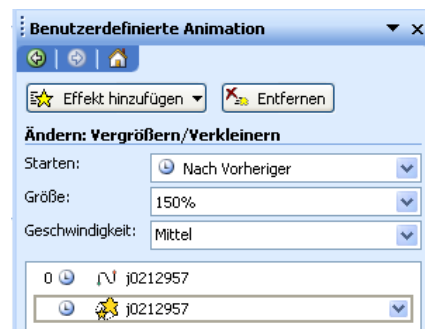 Benutzerdefinierte Animation
Effekt hinzufügen Entfernen
Ändern: Vergrößern/Verkleinern
Starten: Nach Vorheriger
Größe: 150%
Geschwindigkeit: Mittel
0 j0212957
j0212957